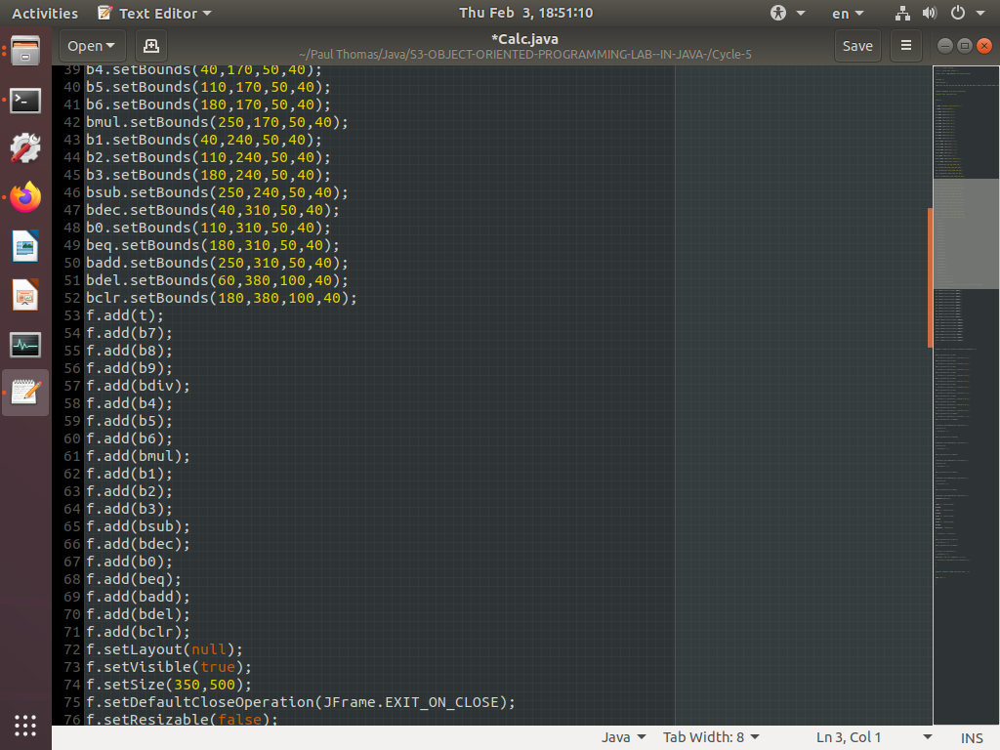 Activities Text Editor Thu Feb 3, 18:51:10 en
Open *Calc.java Save
~/Paul Thomas/Java/S3-OBJECT-ORIENTED-PROGRAMMING-LAB--IN-JAVA-/Cycle-5
39 b4.setBounds(40,170,50,40);
40 b5.setBounds(110,170,50,40);
41 b6.setBounds(180,170,50,40);
42 bmul.setBounds(250,170,50,40);
43 b1.setBounds(40,240,50,40);
44 b2.setBounds(110,240,50,40);
45 b3.setBounds(180,240,50,40);
46 bsub.setBounds(250,240,50,40);
47 bdec.setBounds(40,310,50,40);
48 b0.setBounds(110,310,50,40);
49 beq.setBounds(180,310,50,40);
50 badd.setBounds(250,310,50,40);
51 bdel.setBounds(60,380,100,40);
52 bclr.setBounds(180,380,100,40);
53 f.add(t);
54 f.add(b7);
55 f.add(b8);
56 f.add(b9);
57 f.add(bdiv);
58 f.add(b4);
59 f.add(b5);
60 f.add(b6);
61 f.add(bmul);
62 f.add(b1);
63 f.add(b2);
64 f.add(b3);
65 f.add(bsub);
66 f.add(bdec);
67 f.add(b0);
68 f.add(beq);
69 f.add(badd);
70 f.add(bdel);
71 f.add(bclr);
72 f.setLayout(null);
73 f.setVisible(true);
74 f.setSize(350,500);
75 f.setDefaultCloseOperation(JFrame.EXIT_ON_CLOSE);
76 f.setResizable(false);
Java Tab Width: 8 Ln 3, Col 1 INS